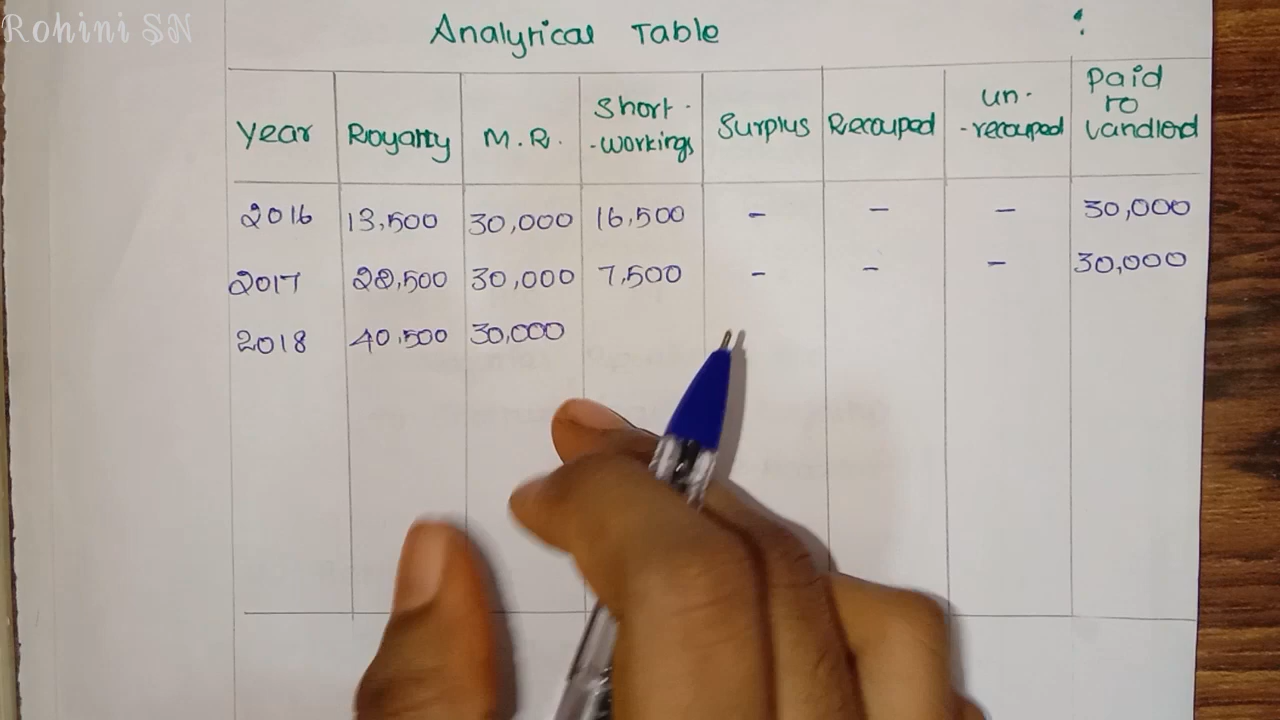 Rohini SN
Analytical Table
Year Royalty M.R. Short-
-workings Surplus Recouped un-
-recouped Paid
to
Landlord
2016 13,500 30,000 16,500 - - - 30,000
2017 22,500 30,000 7,500 - - - 30,000
2018 40,500 30,000